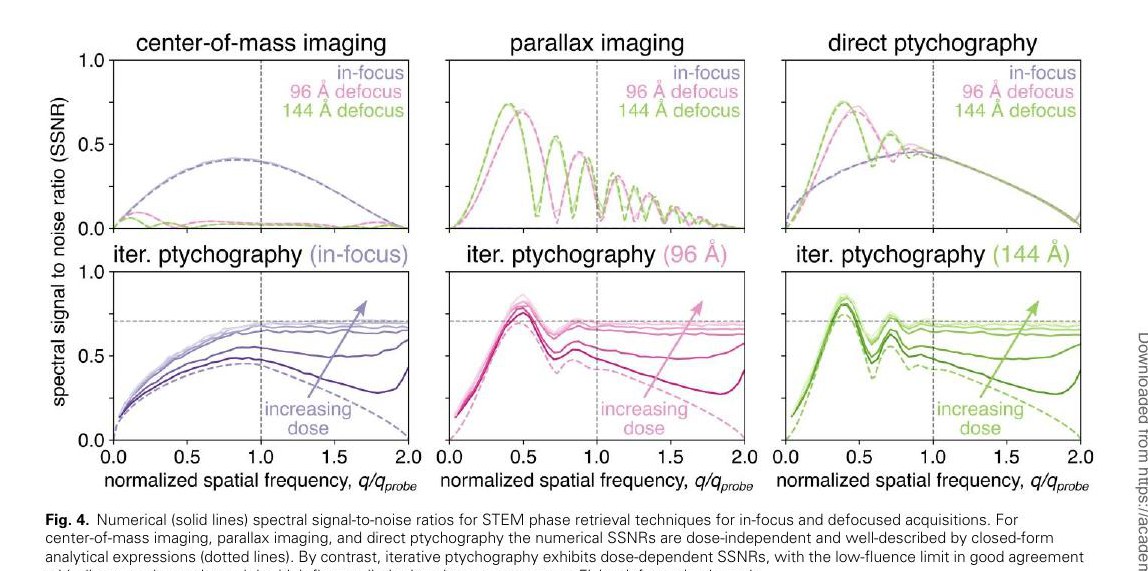 center-of-mass imaging
parallax imaging
direct ptychography
1.0
0.5
0.0
in-focus
96 Å defocus
144 Å defocus
in-focus
96 Å defocus
144 Å defocus
in-focus
96 Å defocus
144 Å defocus
spectral signal to noise ratio (SSNR)
iter. ptychography (in-focus)
iter. ptychography (96 Å)
iter. ptychography (144 Å)
1.0
0.5
0.0
increasing
dose
increasing
dose
increasing
dose
0.0 0.5 1.0 1.5 2.0
0.0 0.5 1.0 1.5 2.0
0.0 0.5 1.0 1.5 2.0
normalized spatial frequency, q/qprobe
normalized spatial frequency, q/qprobe
normalized spatial frequency, q/qprobe
Fig. 4. Numerical (solid lines) spectral signal-to-noise ratios for STEM phase retrieval techniques for in-focus and defocused acquisitions. For
center-of-mass imaging, parallax imaging, and direct ptychography the numerical SSNRs are dose-independent and well-described by closed-form
analytical expressions (dotted lines). By contrast, iterative ptychography exhibits dose-dependent SSNRs, with the low-fluence limit in good agreement
Downloaded from https://academ